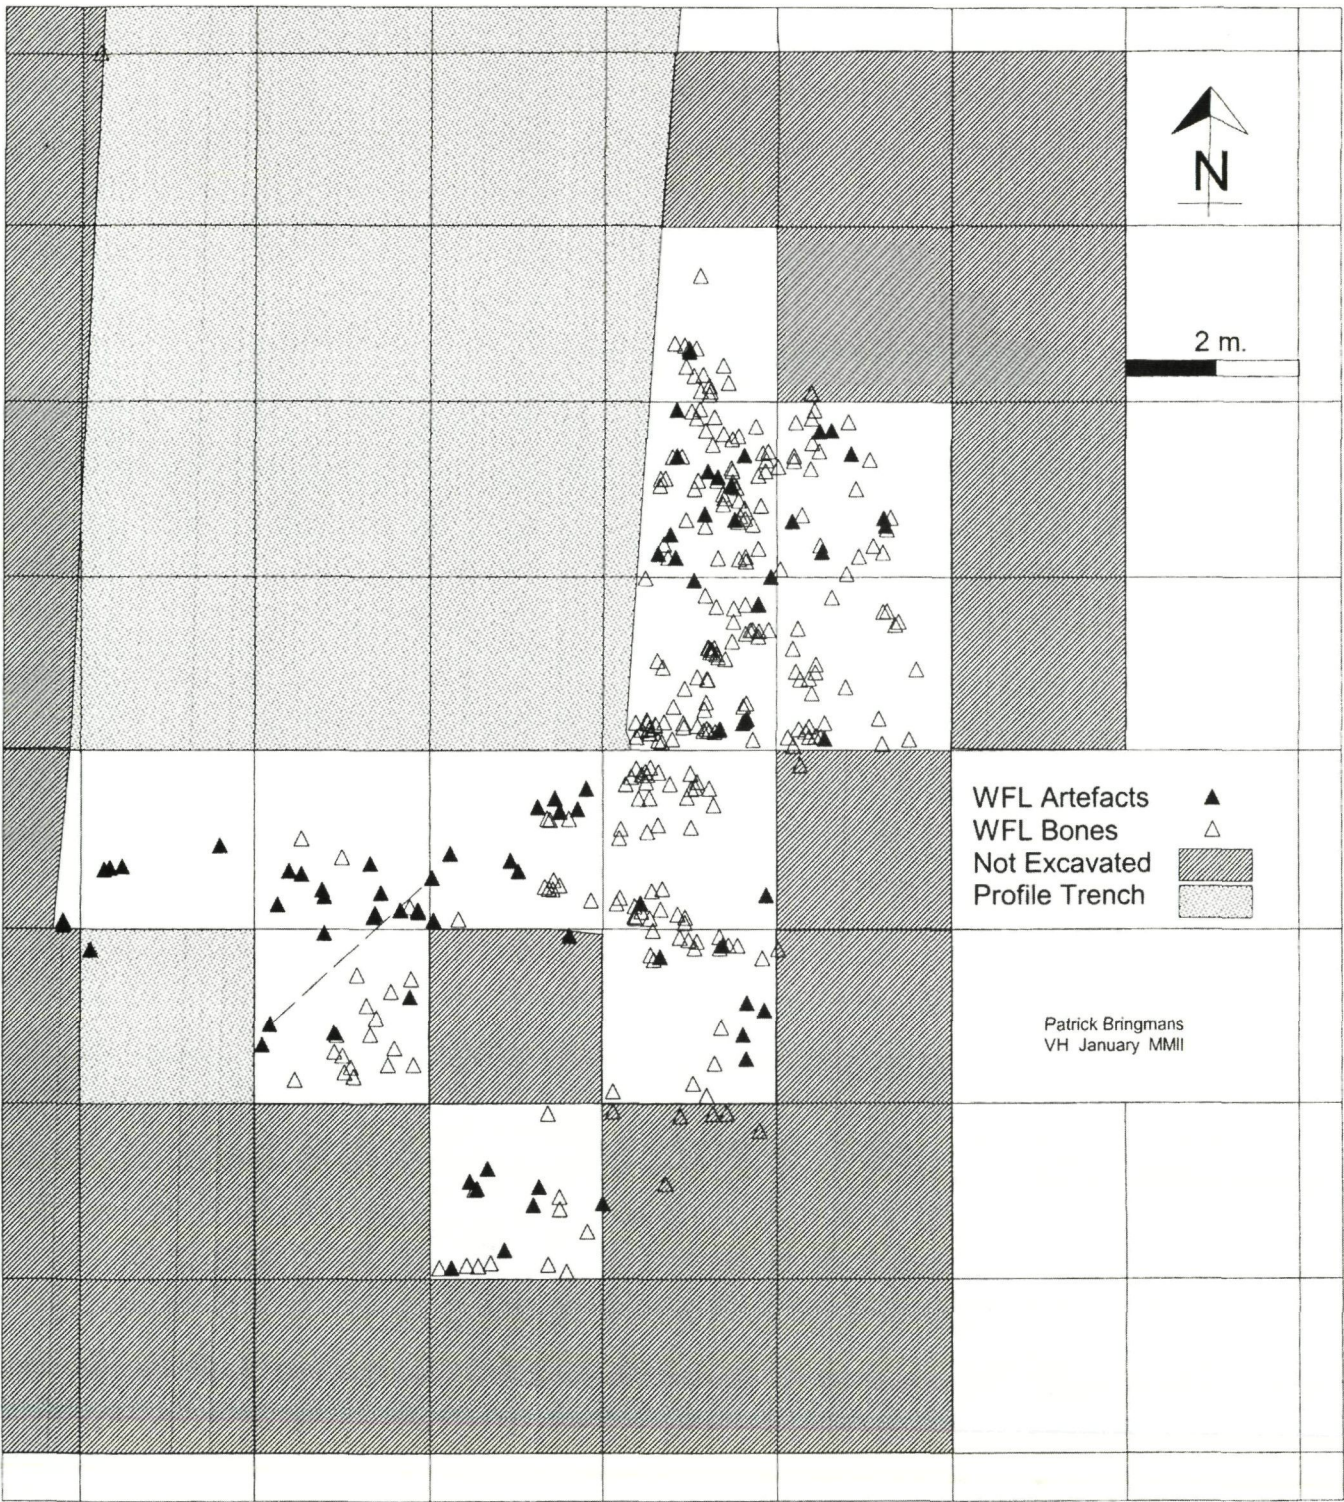 N
2 m.
WFL Artefacts
WFL Bones
Not Excavated
Profile Trench
Patrick Bringmans
VH January MMII